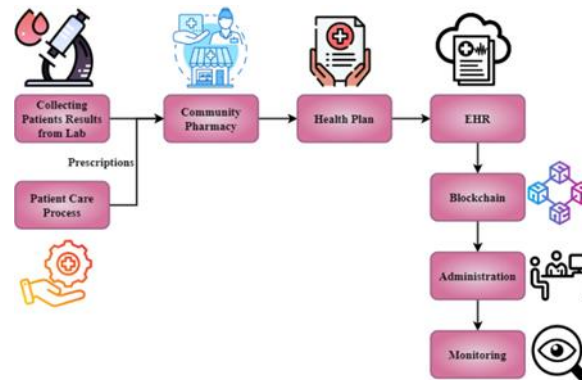 Collecting
Patients Results
from Lab
Community
Pharmacy
Health Plan
EHR
Prescriptions
Patient Care
Process
Blockchain
Administration
Monitoring